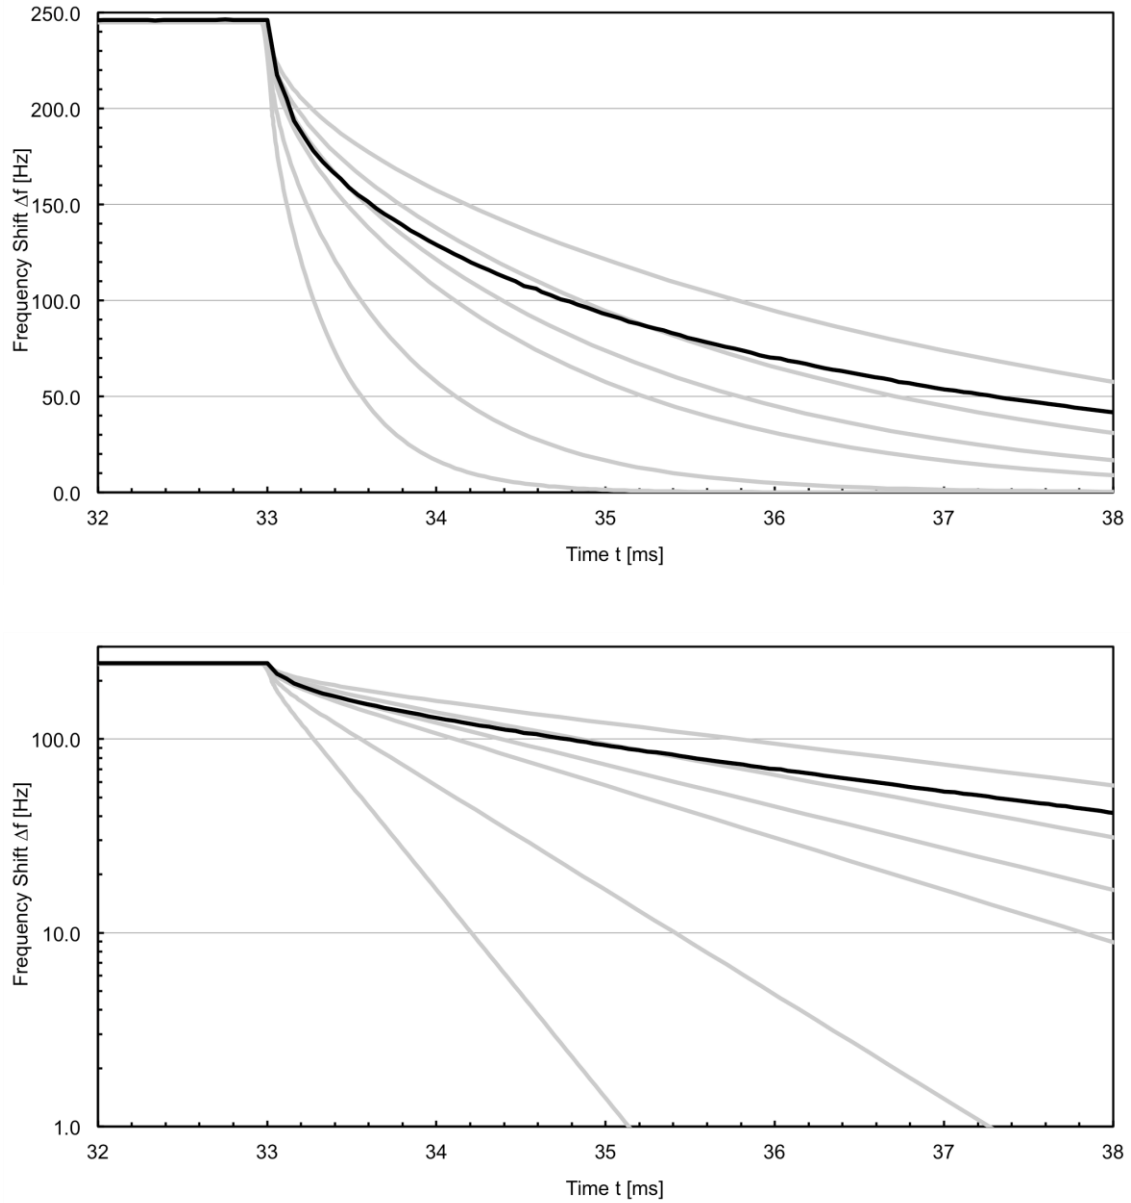 250.0
200.0
150.0
100.0
50.0
0.0
Frequency Shift Δf [Hz]
32 33 34 35 36 37 38
Time t [ms]
100.0
10.0
1.0
Frequency Shift Δf [Hz]
32 33 34 35 36 37 38
Time t [ms]